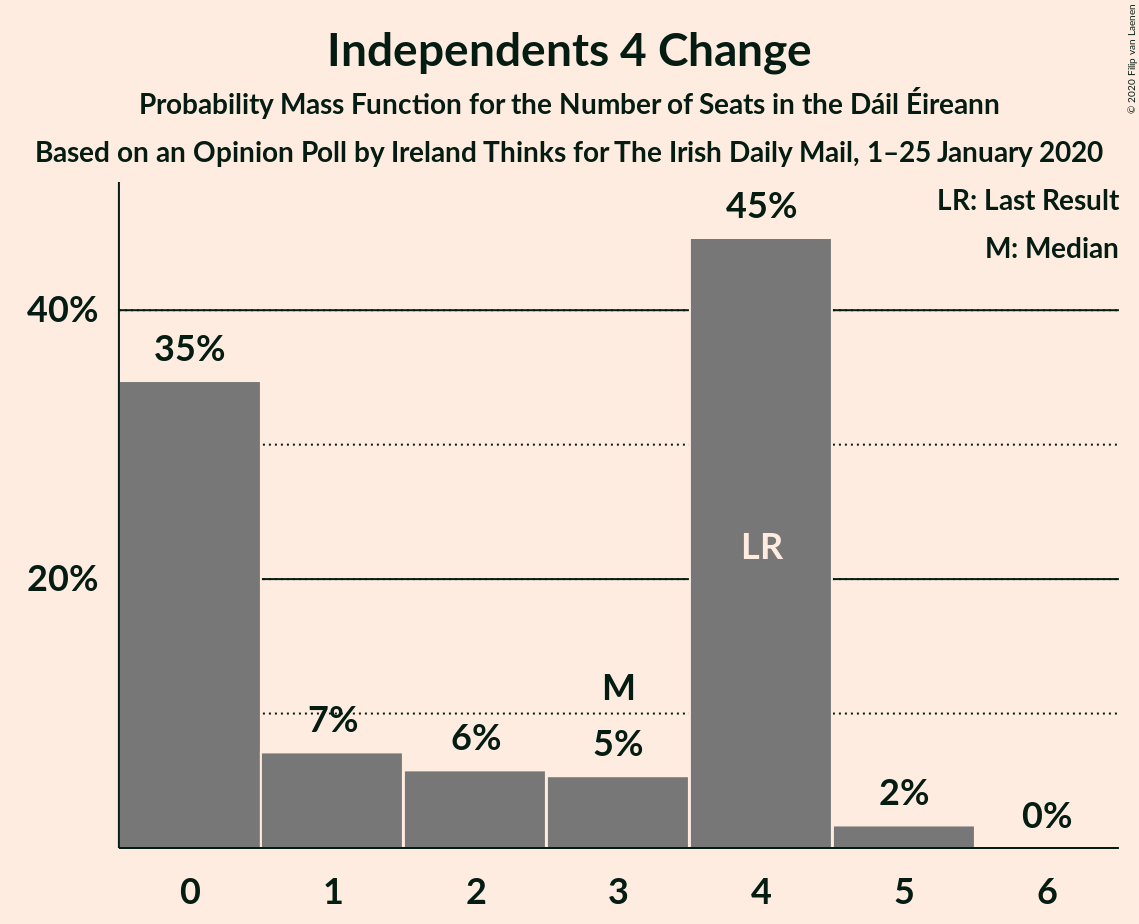 Independents 4 Change
Probability Mass Function for the Number of Seats in the Dáil Éireann
Based on an Opinion Poll by Ireland Thinks for The Irish Daily Mail, 1–25 January 2020
© 2020 Filip van Laenen
LR: Last Result
M: Median
40%
20%
35%
7%
6%
M
5%
45%
LR
2%
0%
0 1 2 3 4 5 6